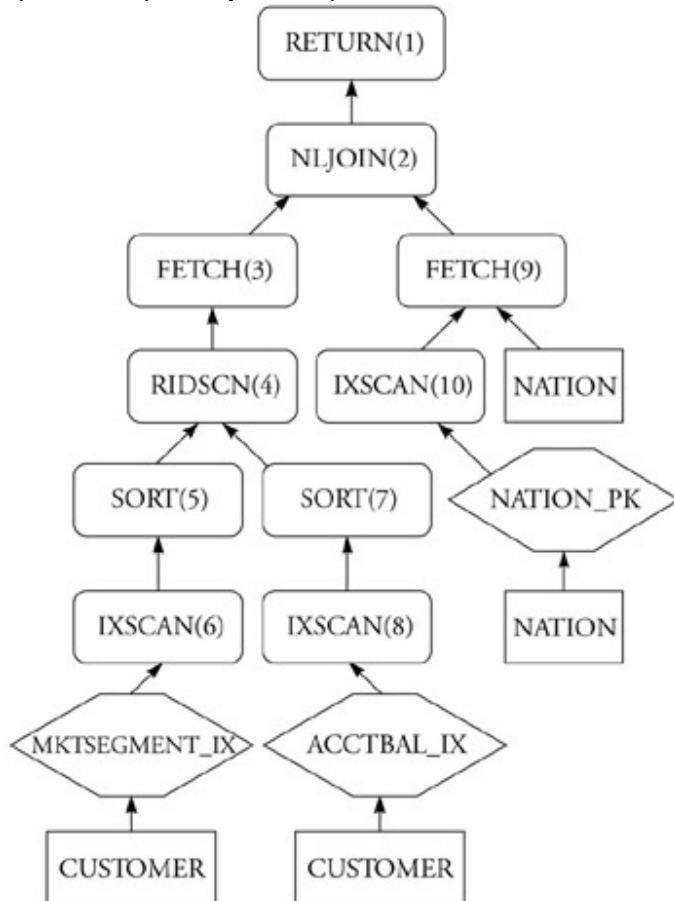 RETURN(1)
NLJOIN(2)
FETCH(3)
FETCH(9)
RIDSCN(4)
IXSCAN(10)
NATION
SORT(5)
SORT(7)
NATION_PK
IXSCAN(6)
IXSCAN(8)
NATION
MKTSEGMENT_IX
ACCTBAL_IX
CUSTOMER
CUSTOMER